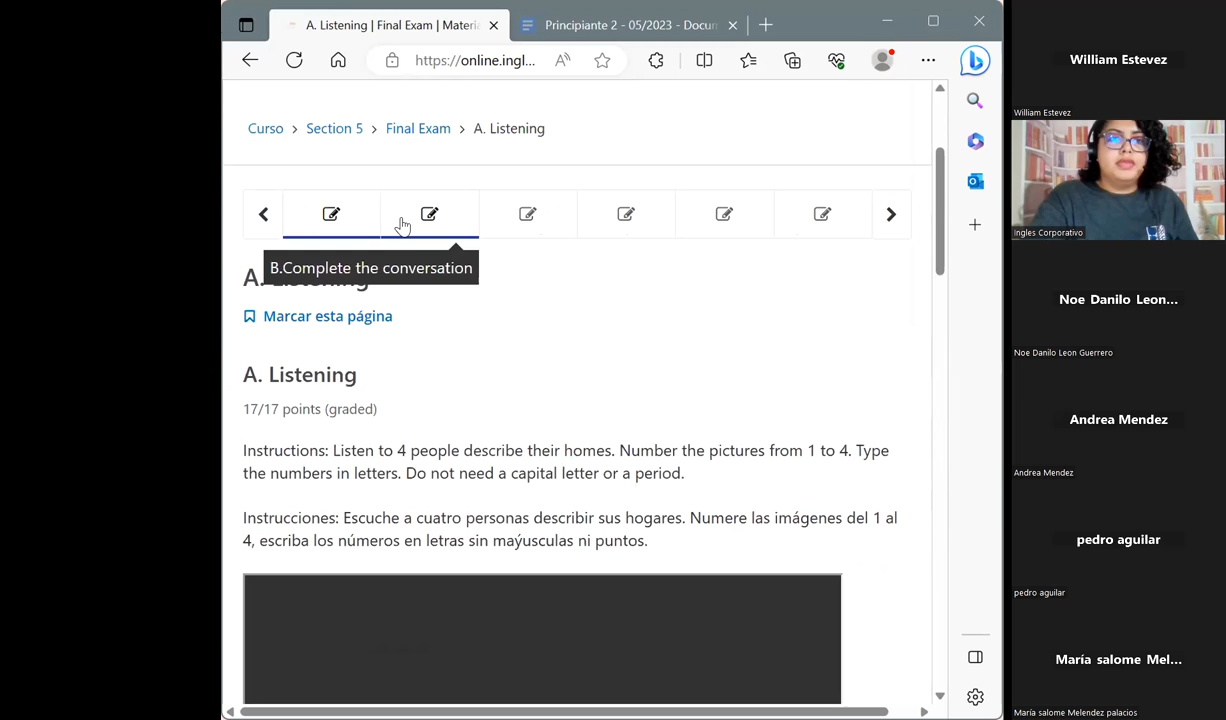 A. Listening | Final Exam | Materi
Principiante 2 - 05/2023 - Docum
https://online.ingl...
Curso > Section 5 > Final Exam > A. Listening
B.Complete the conversation
A. Listening
Marcar esta página
A. Listening
17/17 points (graded)
Instructions: Listen to 4 people describe their homes. Number the pictures from 1 to 4. Type
the numbers in letters. Do not need a capital letter or a period.
Instrucciones: Escuche a cuatro personas describir sus hogares. Numere las imágenes del 1 al
4, escriba los números en letras sin maýusculas ni puntos.
William Estevez
William Estevez
Ingles Corporativo
Noe Danilo Leon...
Noe Danilo Leon Guerrero
Andrea Mendez
Andrea Mendez
pedro aguilar
pedro aguilar
María salome Mel...
María salome Melendez palacios